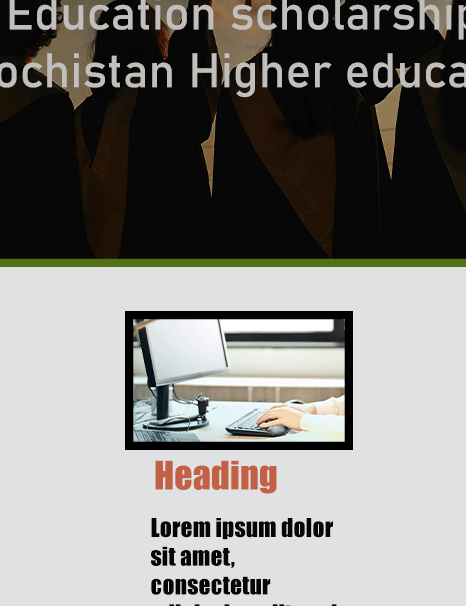 Education scholarship
ochistan Higher educa
Heading
Lorem ipsum dolor
sit amet,
consectetur